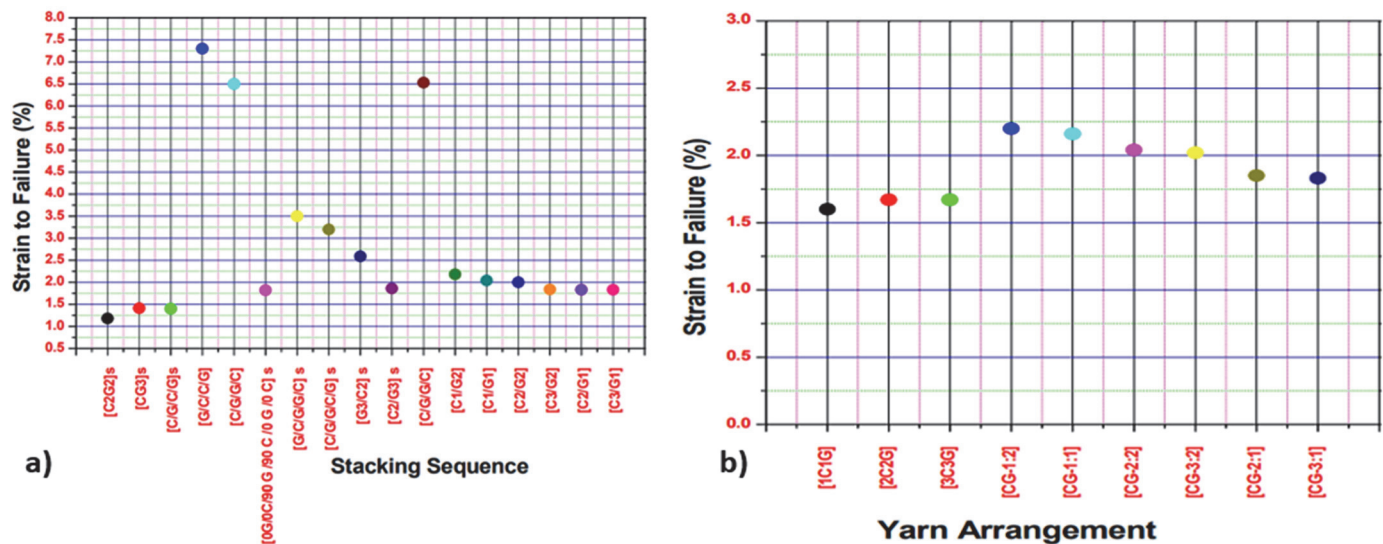 8.0
7.5
7.0
6.5
6.0
5.5
5.0
4.5
4.0
3.5
3.0
2.5
2.0
1.5
1.0
0.5
Strain to Failure (%)
[C2G2]s
[CG3]s
[C/G/C/G]s
[G/C/C/G]
[C/G/G/C]
[0G/0C/90 G /90 C /0 G /0 C] s
[G/C/G/G/C] s
[C/G/G/C/G] s
[G3/C2] s
[C2/G3] s
[C/G/G/C]
[C1/G2]
[C1/G1]
[C2/G2]
[C3/G2]
[C2/G1]
[C3/G1]
Stacking Sequence
a)
3.0
2.5
2.0
1.5
1.0
0.5
0.0
Strain to Failure (%)
[1C1G]
[2C2G]
[3C3G]
[CG-1:2]
[CG-1:1]
[CG-2:2]
[CG-3:2]
[CG-2:1]
[CG-3:1]
Yarn Arrangement
b)